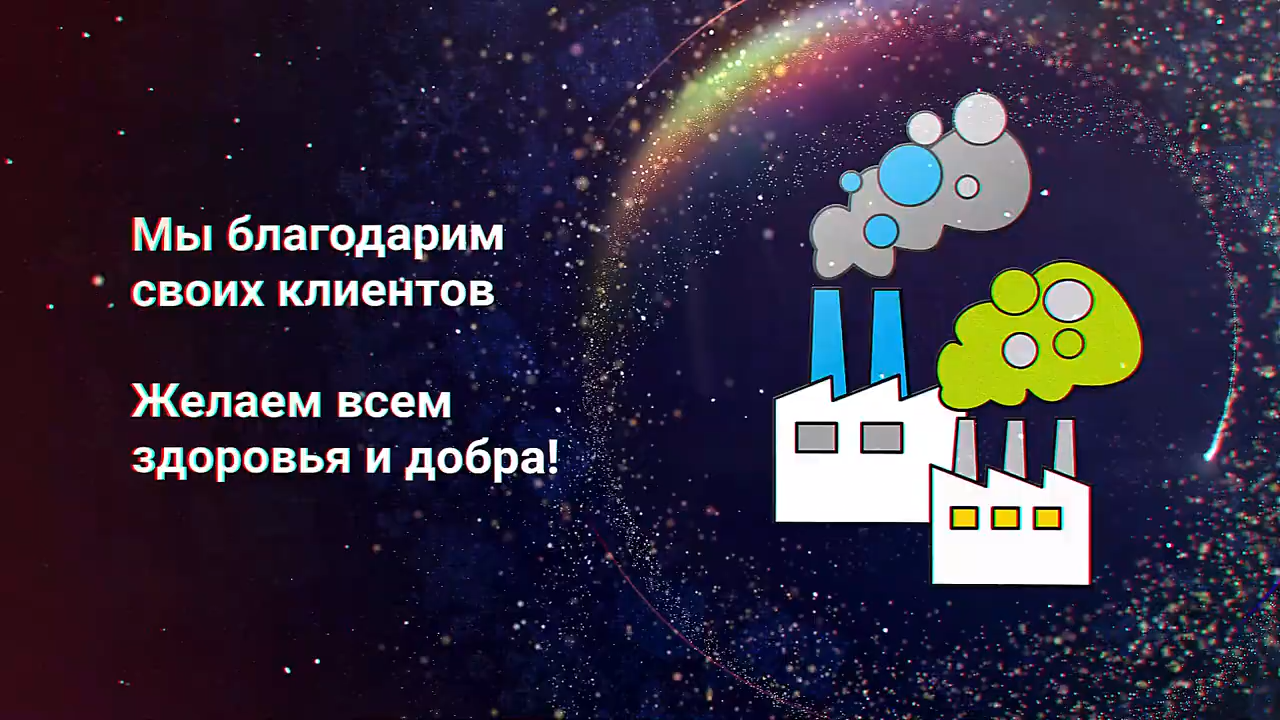 Мы благодарим
своих клиентов
Желаем всем
здоровья и добра!